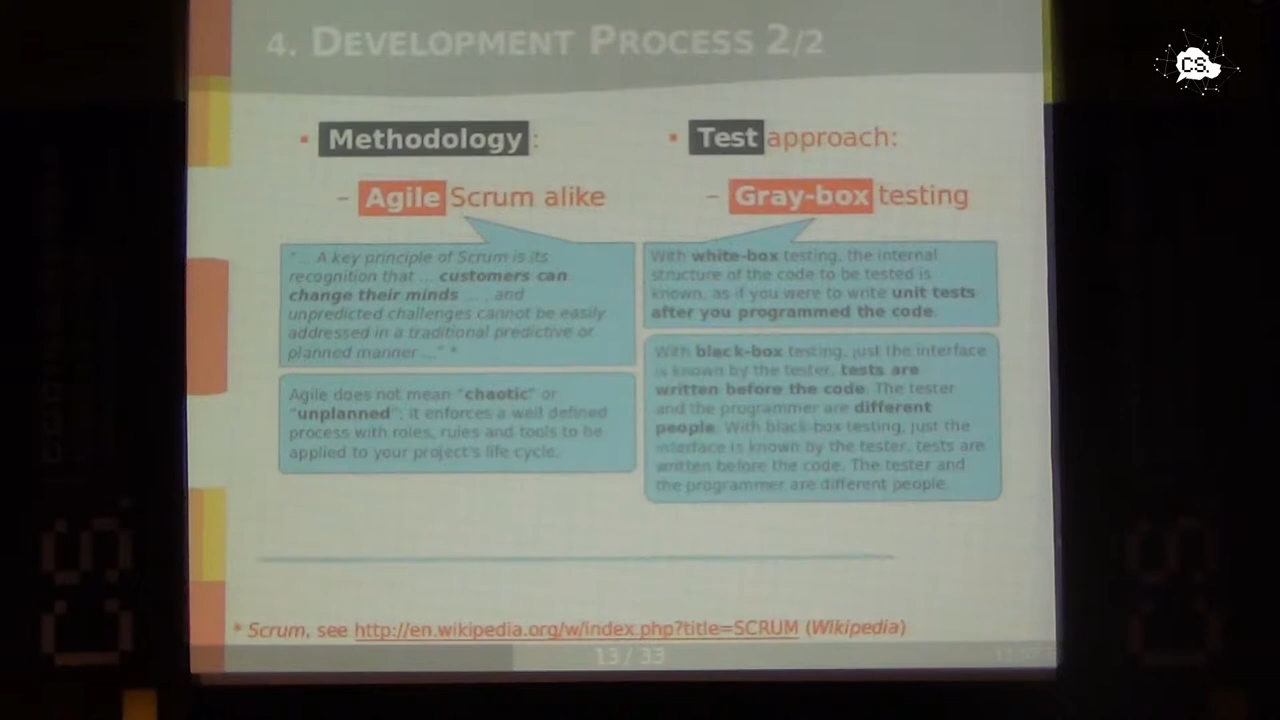 4. DEVELOPMENT PROCESS 2/2
CS.
▪ Methodology:
– Agile Scrum alike
"... A key principle of Scrum is its
recognition that ... customers can
change their minds ..., and
unpredicted challenges cannot be easily
addressed in a traditional predictive or
planned manner ..." *
Agile does not mean "chaotic" or
"unplanned"; it enforces a well defined
process with roles, rules and tools to be
applied to your project's life cycle.
▪ Test approach:
– Gray-box testing
With white-box testing, the internal
structure of the code to be tested is
known, as if you were to write unit tests
after you programmed the code.
With black-box testing, just the interface
is known by the tester, tests are
written before the code. The tester
and the programmer are different
people. With black-box testing, just the
interface is known by the tester, tests are
written before the code. The tester and
the programmer are different people.
* Scrum, see http://en.wikipedia.org/w/index.php?title=SCRUM (Wikipedia)
13 / 33
CS.
CS